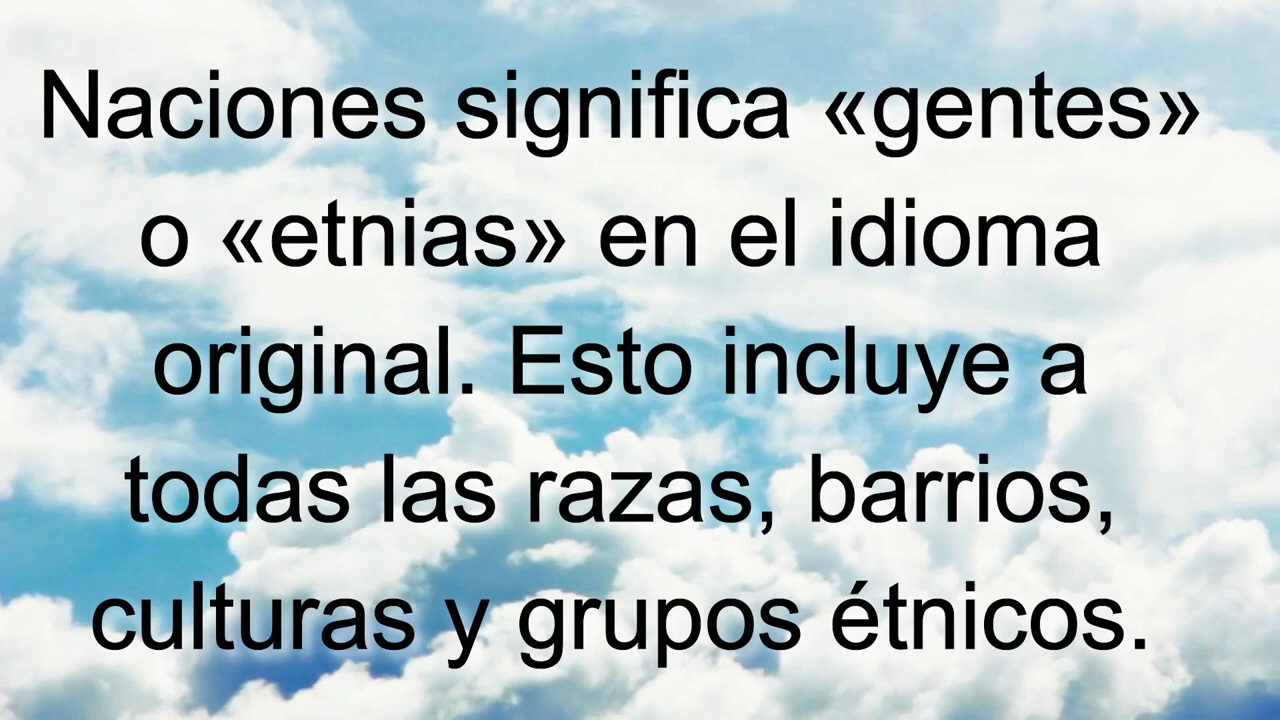 Naciones significa «gentes»
o «etnias» en el idioma
original. Esto incluye a
todas las razas, barrios,
culturas y grupos étnicos.